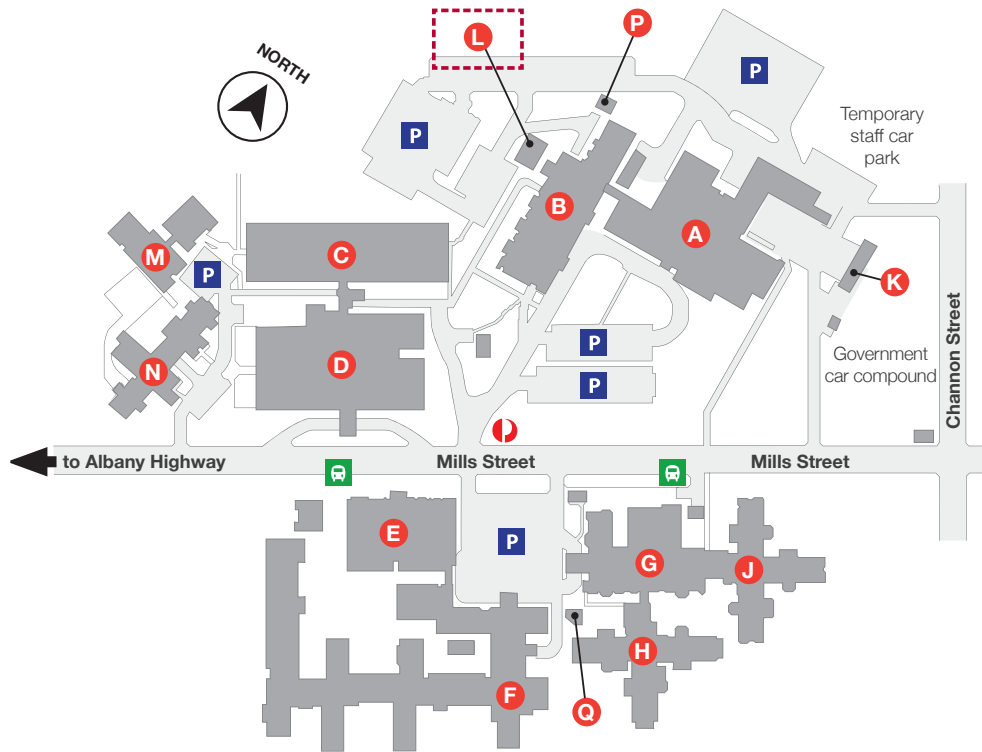 L
P
P
NORTH
P
Temporary
staff car
park
B
A
M
C
P
K
D
P
Government
car compound
N
P
Channon Street
P
to Albany Highway
Mills Street
Mills Street
E
P
G
J
H
F
Q